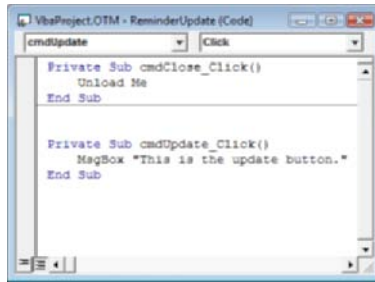 VbaProject.OTM - ReminderUpdate (Code)
cmdUpdate Click
Private Sub cmdClose_Click()
Unload Me
End Sub
Private Sub cmdUpdate_Click()
MsgBox "This is the update button."
End Sub